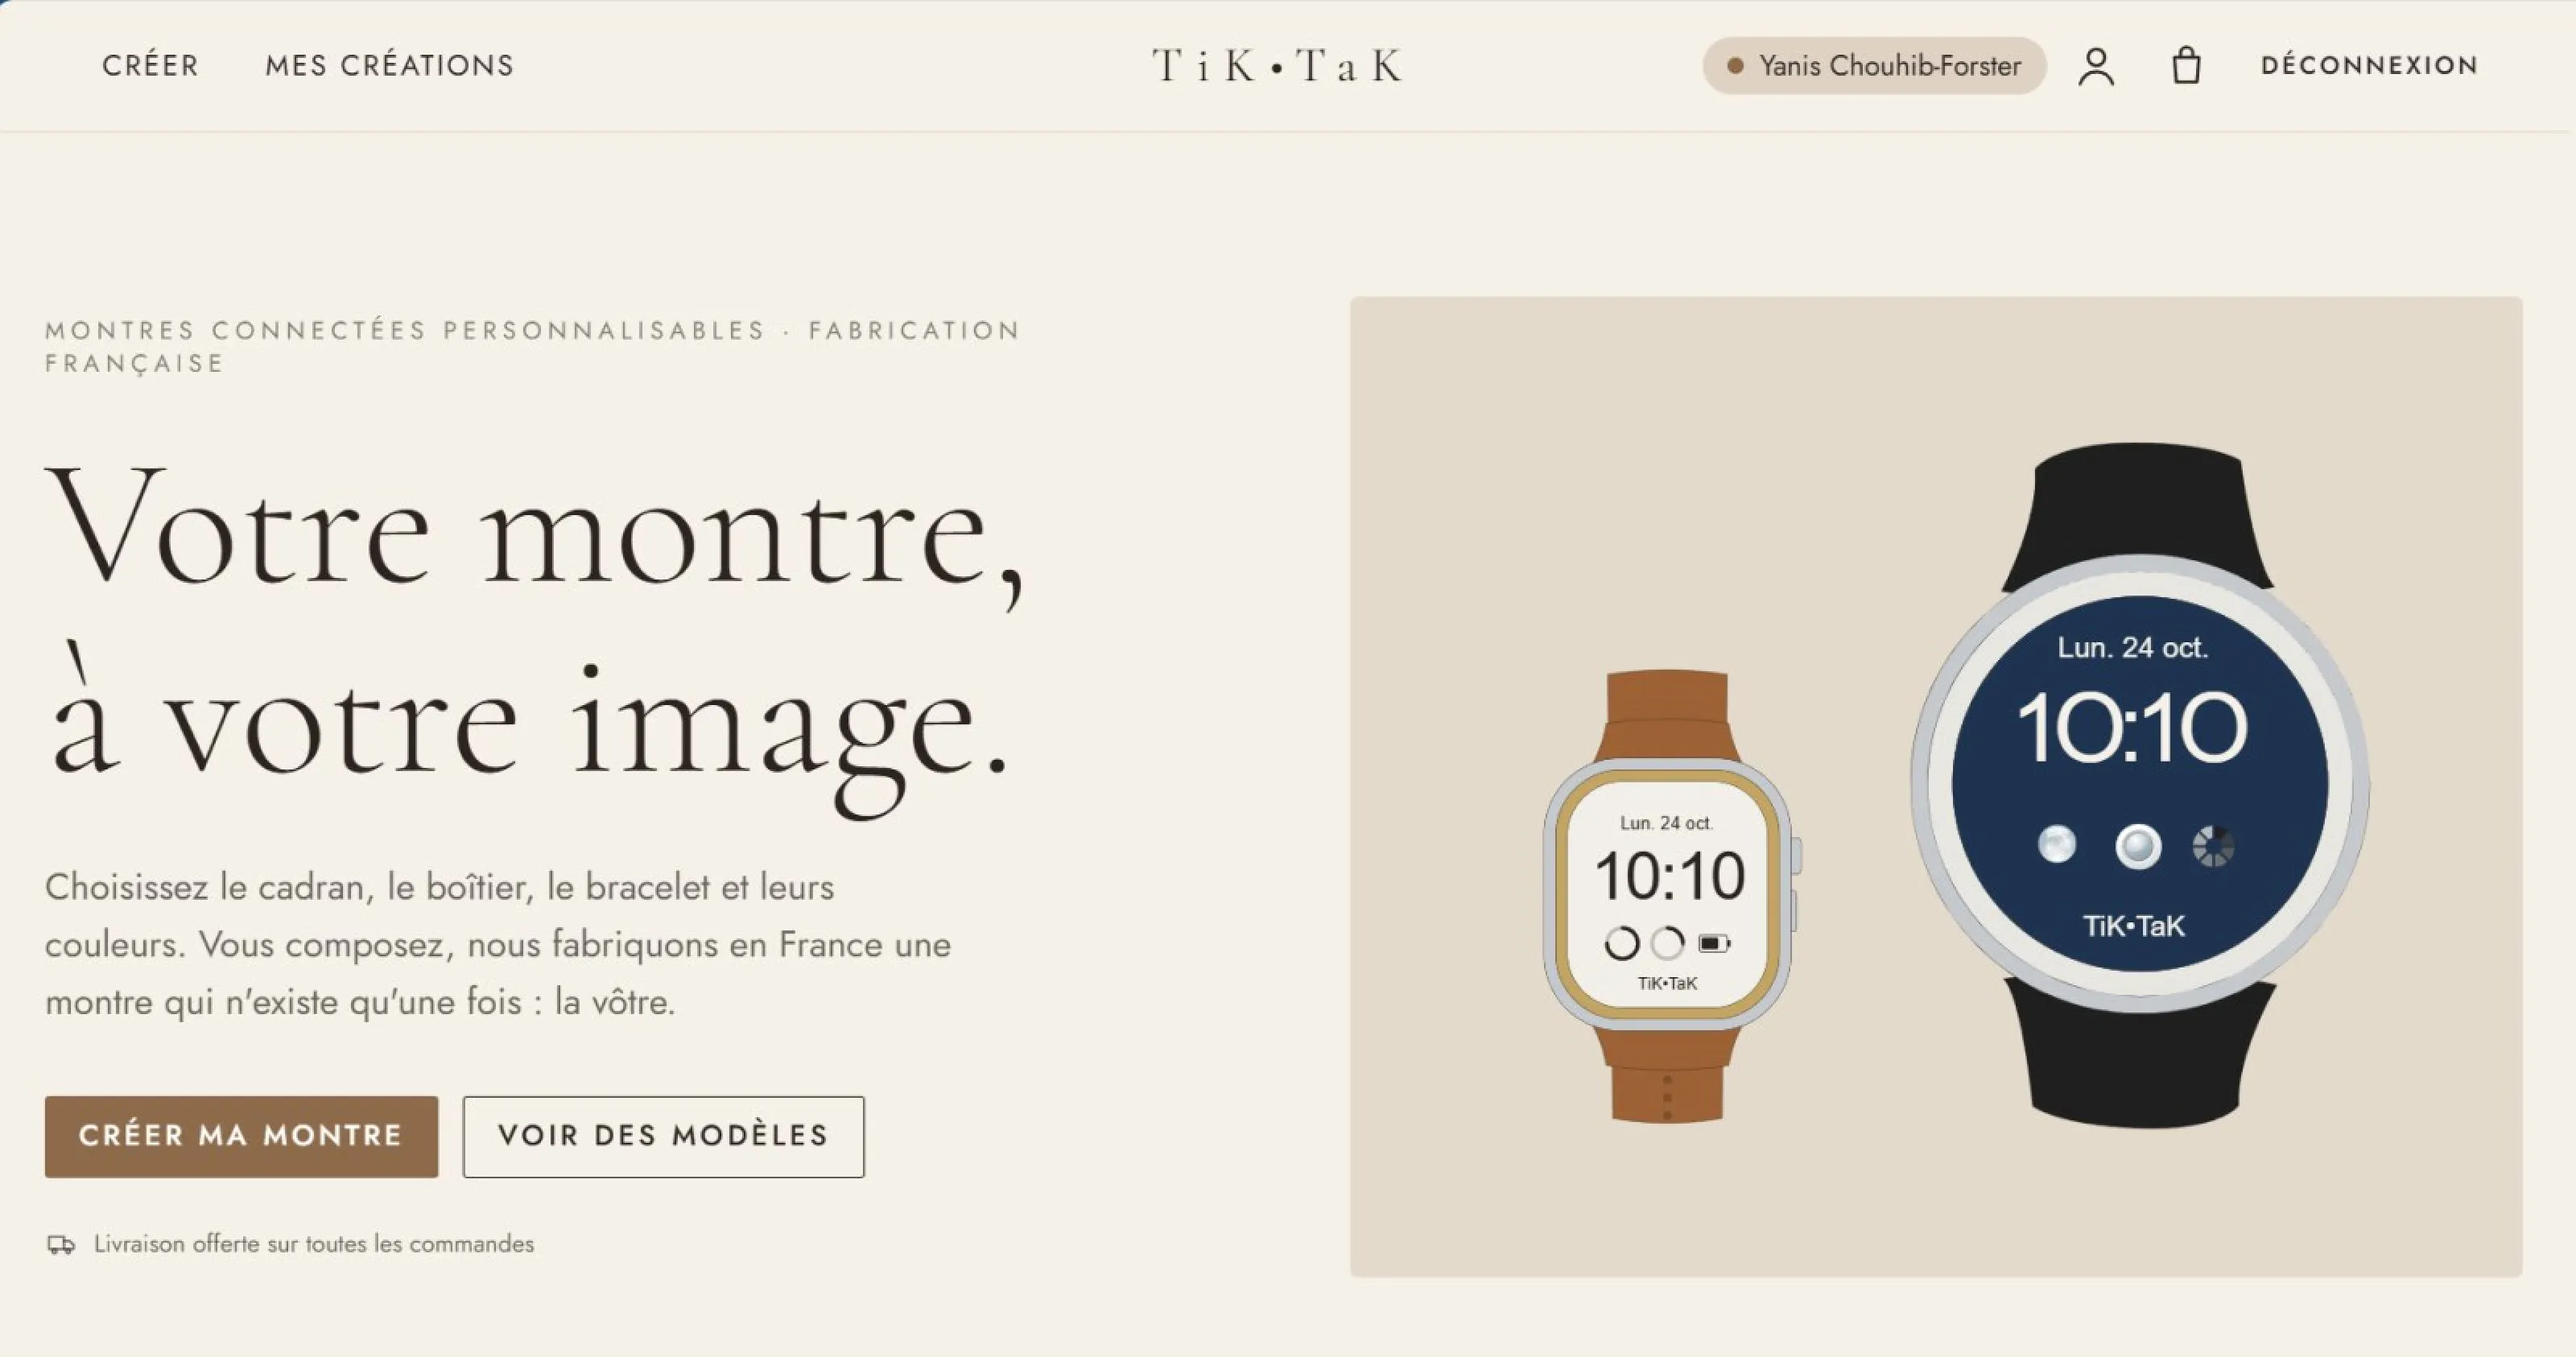 CRÉER
MES CRÉATIONS
TiK•TaK
Yanis Chouhib-Forster
DÉCONNEXION
MONTRES CONNECTÉES PERSONNALISABLES · FABRICATION
FRANÇAISE
Votre montre,
à votre image.
Choisissez le cadran, le boîtier, le bracelet et leurs
couleurs. Vous composez, nous fabriquons en France une
montre qui n'existe qu'une fois : la vôtre.
CRÉER MA MONTRE
VOIR DES MODÈLES
Livraison offerte sur toutes les commandes
Lun. 24 oct.
10:10
TiK•TaK
Lun. 24 oct.
10:10
TiK•TaK